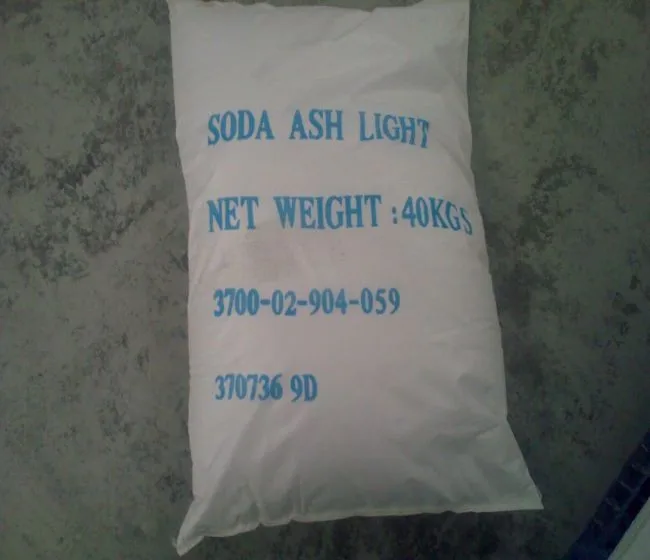 SODA ASH LIGHT
NET WEIGHT :40KGS
3700-02-904-059
370736 9D